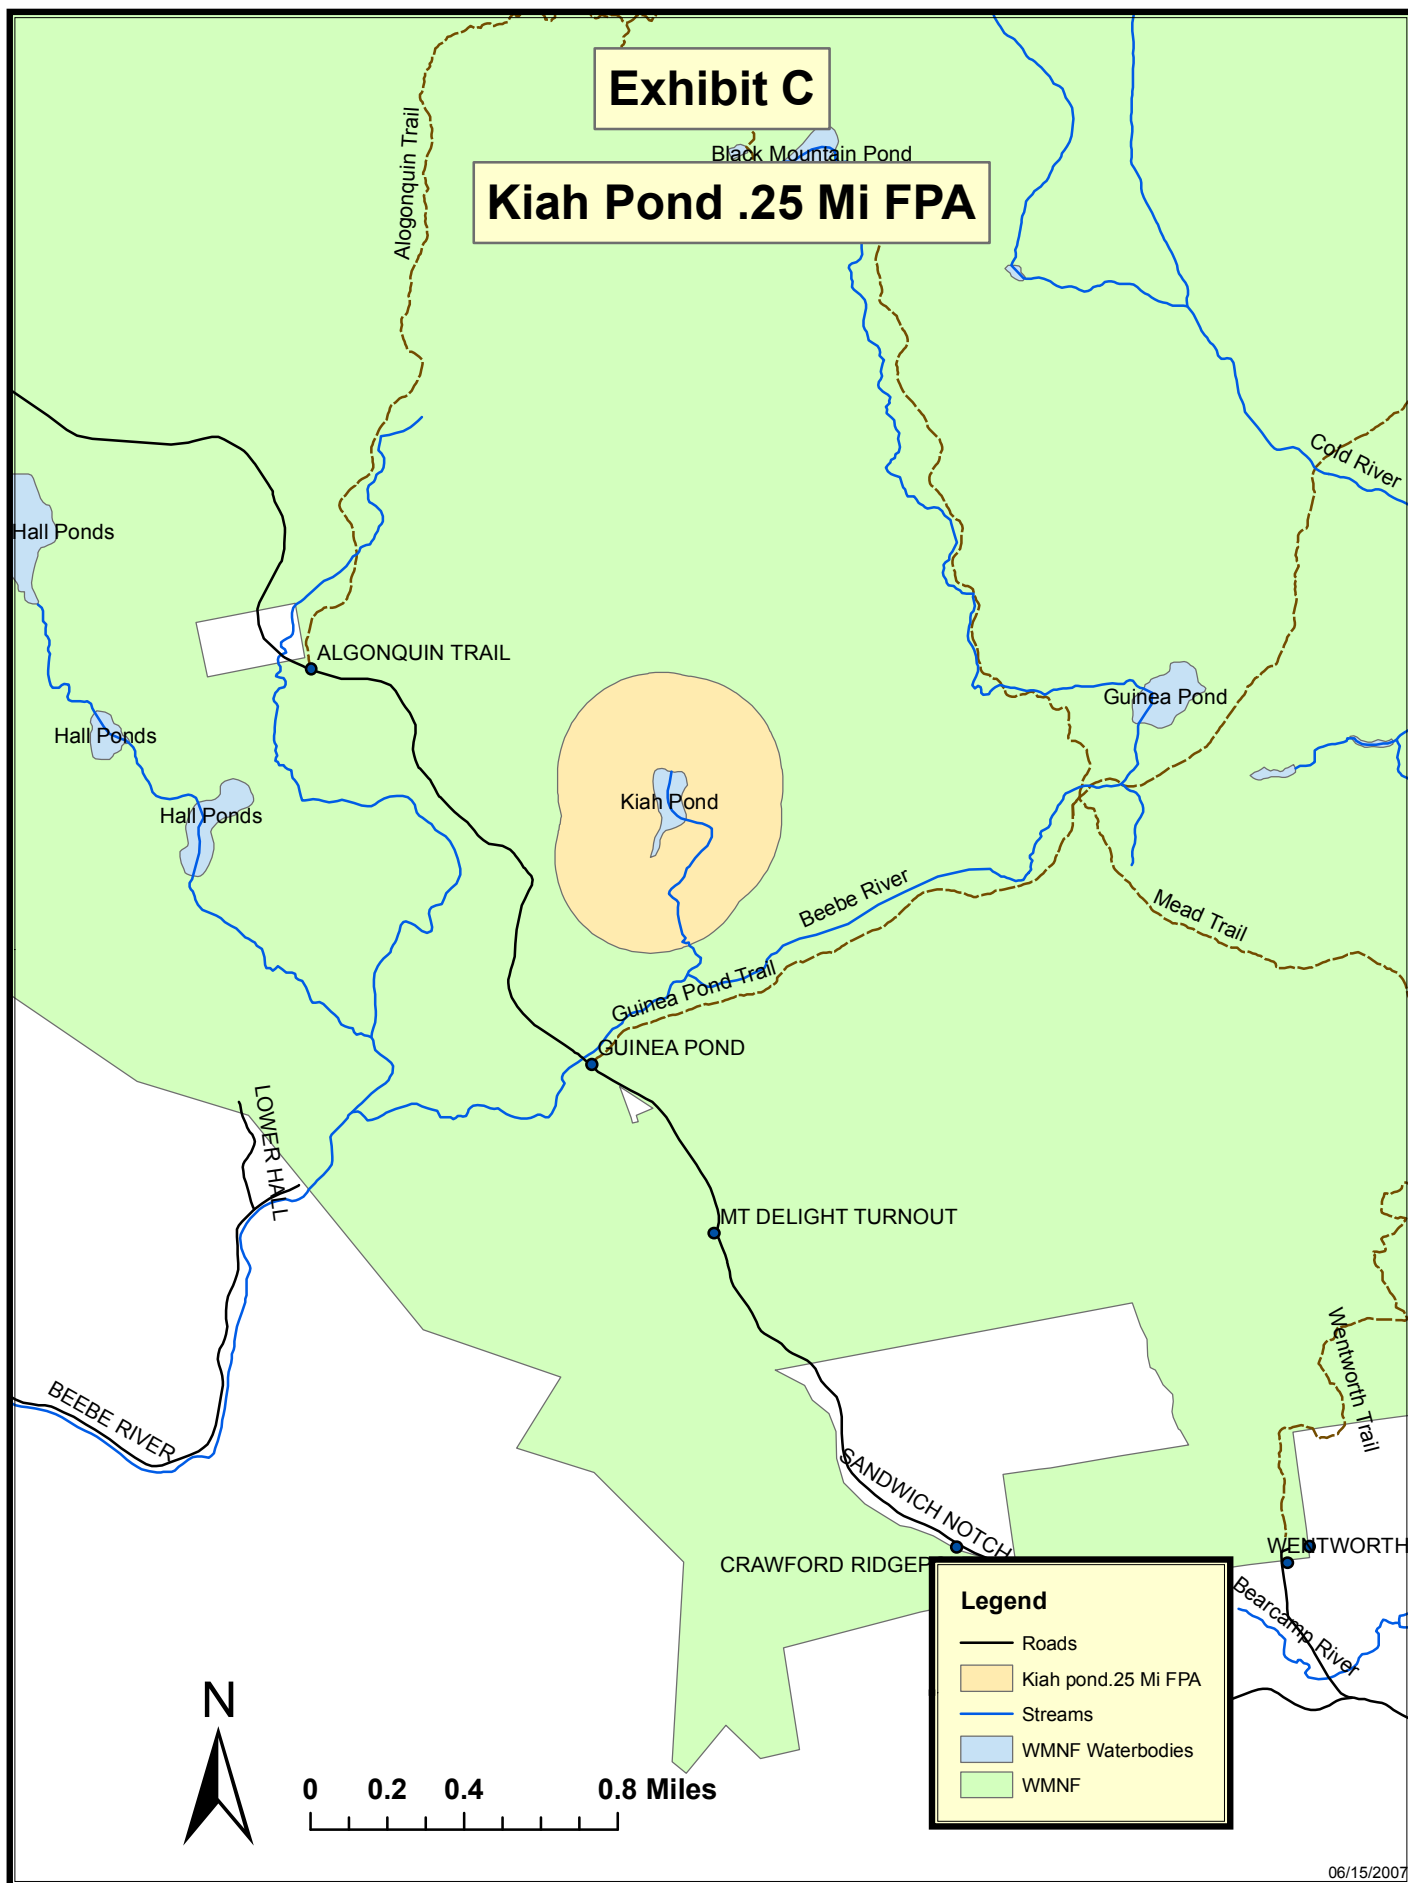 Exhibit C
Black Mountain Pond
Kiah Pond .25 Mi FPA
Alogonquin Trail
Cold River
Hall Ponds
ALGONQUIN TRAIL
Guinea Pond
Hall Ponds
Kiah Pond
Hall Ponds
Beebe River
Mead Trail
Guinea Pond Trail
GUINEA POND
LOWER HALL
MT DELIGHT TURNOUT
Wentworth Trail
BEEBE RIVER
SANDWICH NOTCH
WENTWORTH
CRAWFORD RIDGEP
Bearcamp River
Legend
Roads
Kiah pond.25 Mi FPA
Streams
WMNF Waterbodies
WMNF
N
0 0.2 0.4 0.8 Miles
06/15/2007